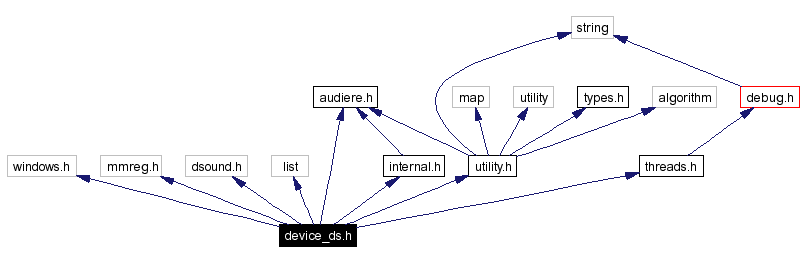 string
audiere.h
map
utility
types.h
algorithm
debug.h
windows.h
mmreg.h
dsound.h
list
internal.h
utility.h
threads.h
device_ds.h